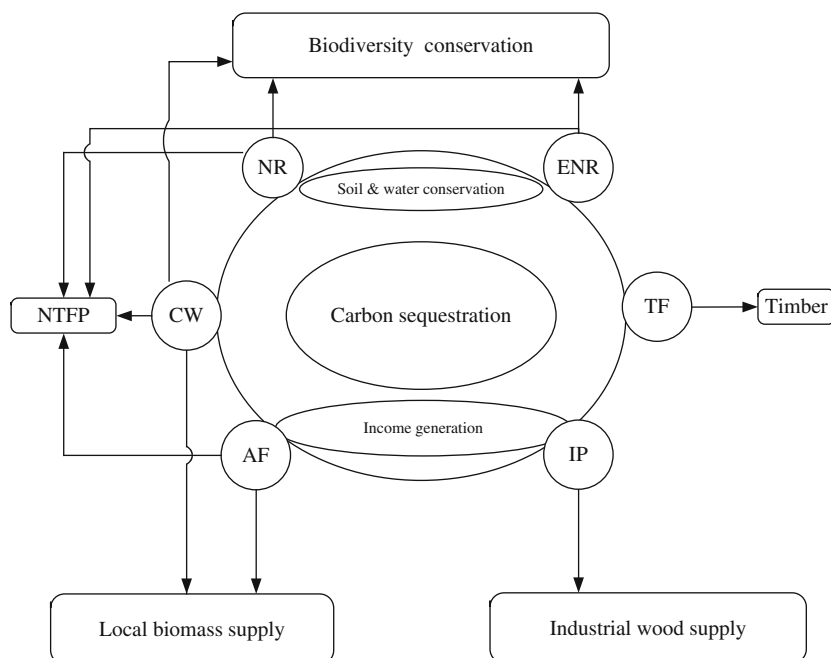 Biodiversity conservation
NR
ENR
Soil & water conservation
NTFP
CW
Carbon sequestration
TF
Timber
Income generation
AF
IP
Local biomass supply
Industrial wood supply